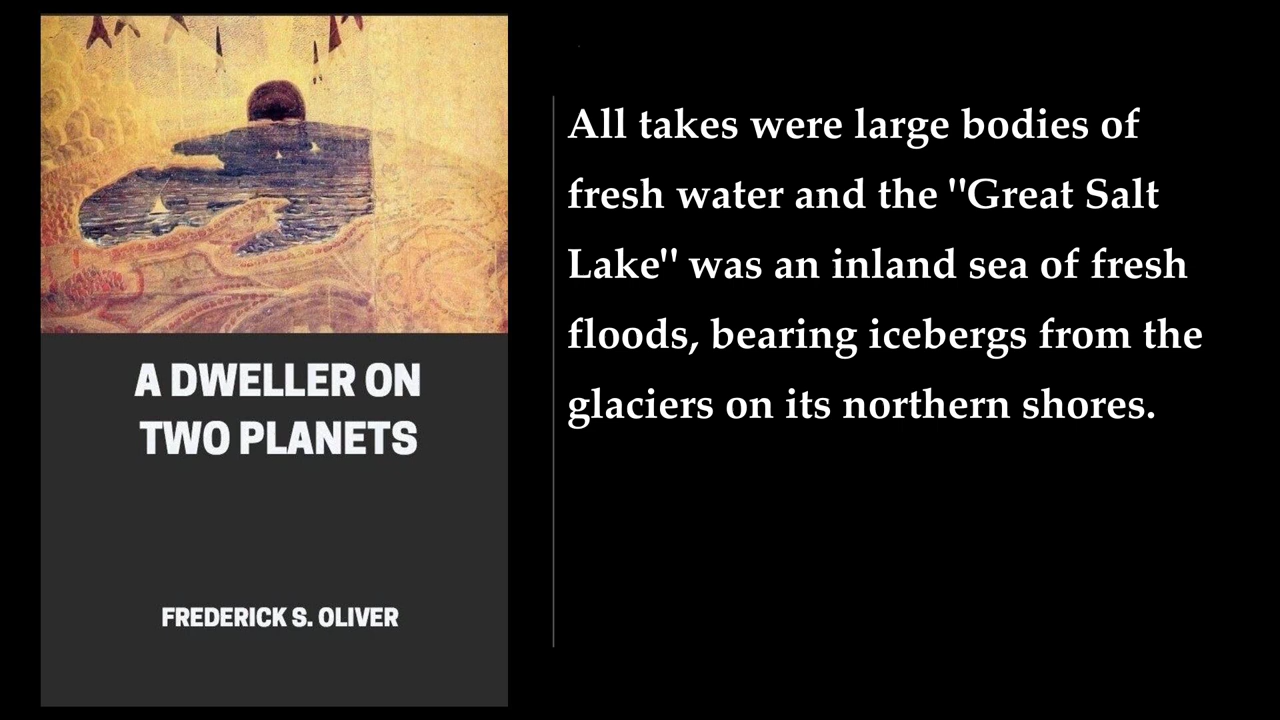 A DWELLER ON
TWO PLANETS
FREDERICK S. OLIVER
All takes were large bodies of
fresh water and the "Great Salt
Lake" was an inland sea of fresh
floods, bearing icebergs from the
glaciers on its northern shores.